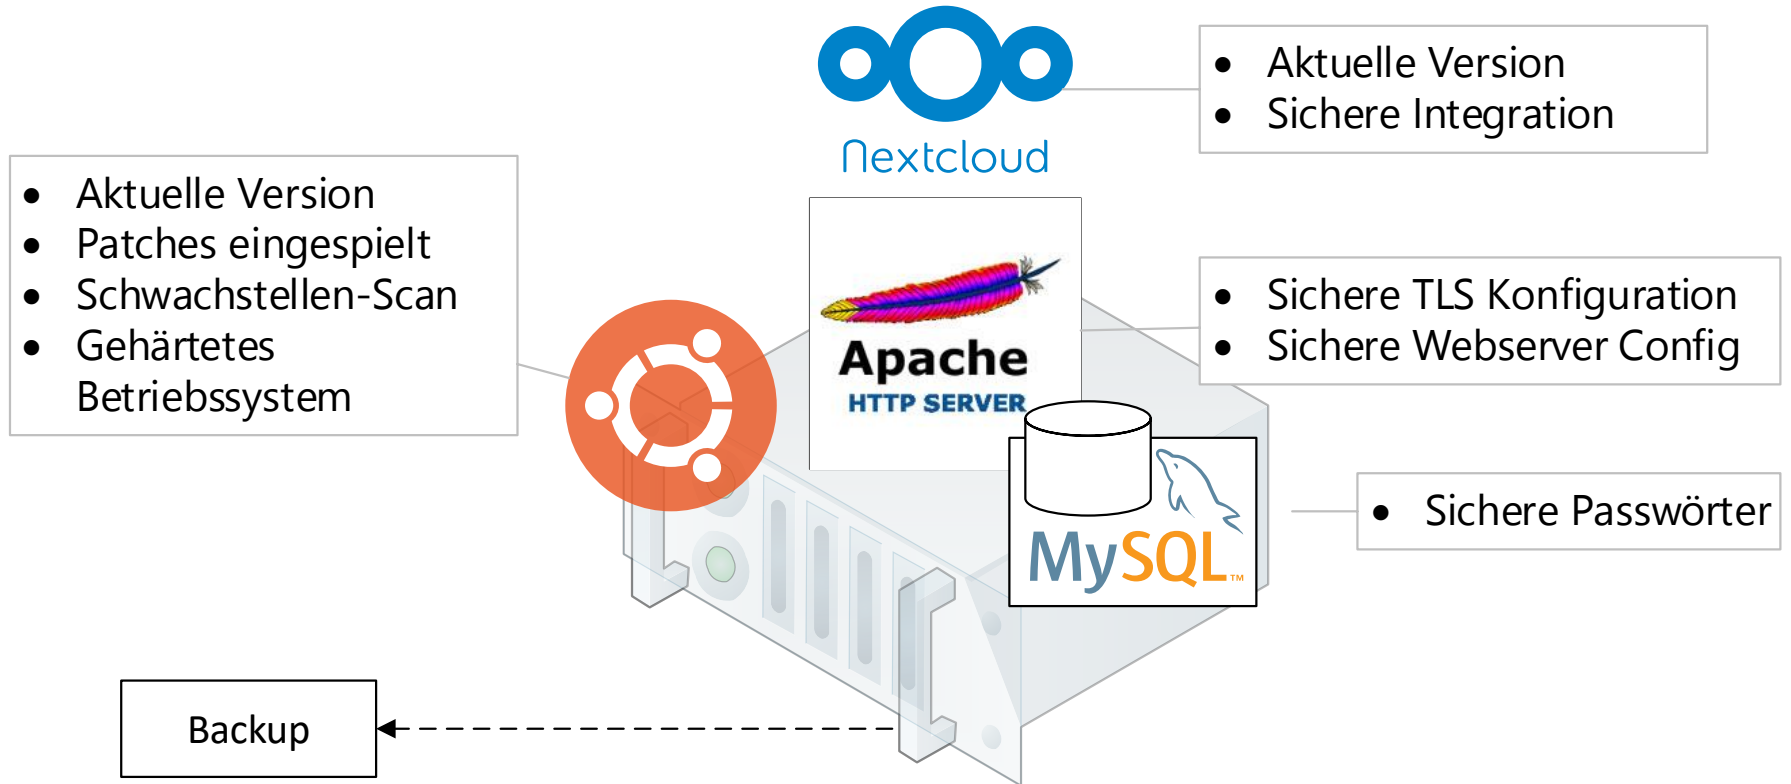 Nextcloud
• Aktuelle Version
• Sichere Integration
• Aktuelle Version
• Patches eingespielt
• Schwachstellen-Scan
• Gehärtetes
Betriebssystem
Apache
HTTP SERVER
• Sichere TLS Konfiguration
• Sichere Webserver Config
MySQL™
• Sichere Passwörter
Backup